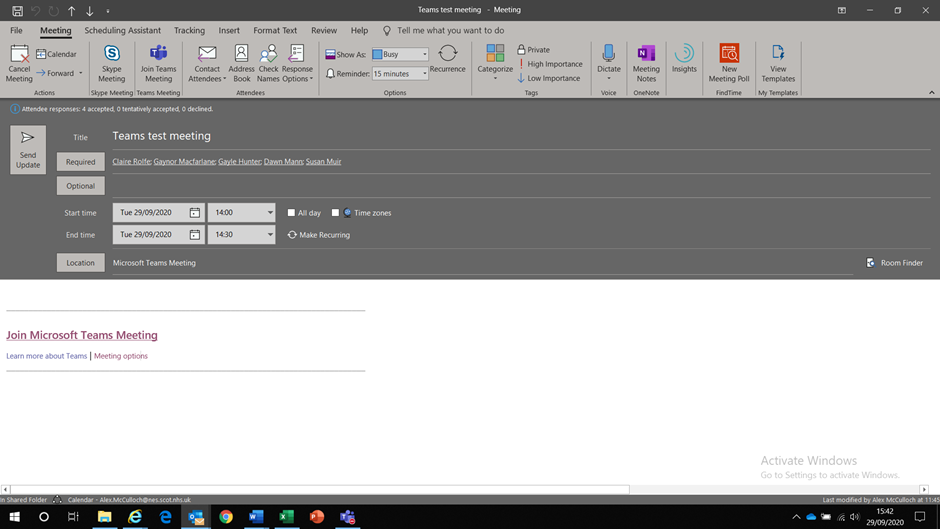 Teams test meeting - Meeting
File Meeting Scheduling Assistant Tracking Insert Format Text Review Help Tell me what you want to do
Cancel Meeting
Calendar
Forward
Actions
Skype Meeting
Skype Meeting
Join Teams Meeting
Teams Meeting
Contact Attendees
Address Book
Check Names
Response Options
Attendees
Show As: Busy
Reminder: 15 minutes
Recurrence
Options
Categorize
Private
High Importance
Low Importance
Tags
Dictate
Voice
Meeting Notes
OneNote
Insights
New Meeting Poll
FindTime
View Templates
My Templates
Attendee responses: 4 accepted, 0 tentatively accepted, 0 declined.
Send Update
Title Teams test meeting
Required Claire Rolfe; Gaynor Macfarlane; Gayle Hunter; Dawn Mann; Susan Muir
Optional
Start time Tue 29/09/2020 14:00 All day Time zones
End time Tue 29/09/2020 14:30 Make Recurring
Location Microsoft Teams Meeting Room Finder
Join Microsoft Teams Meeting
Learn more about Teams | Meeting options
Activate Windows
Go to Settings to activate Windows.
In Shared Folder Calendar - Alex.McCulloch@nes.scot.nhs.uk Last modified by Alex McCulloch at 11:45
15:42
29/09/2020